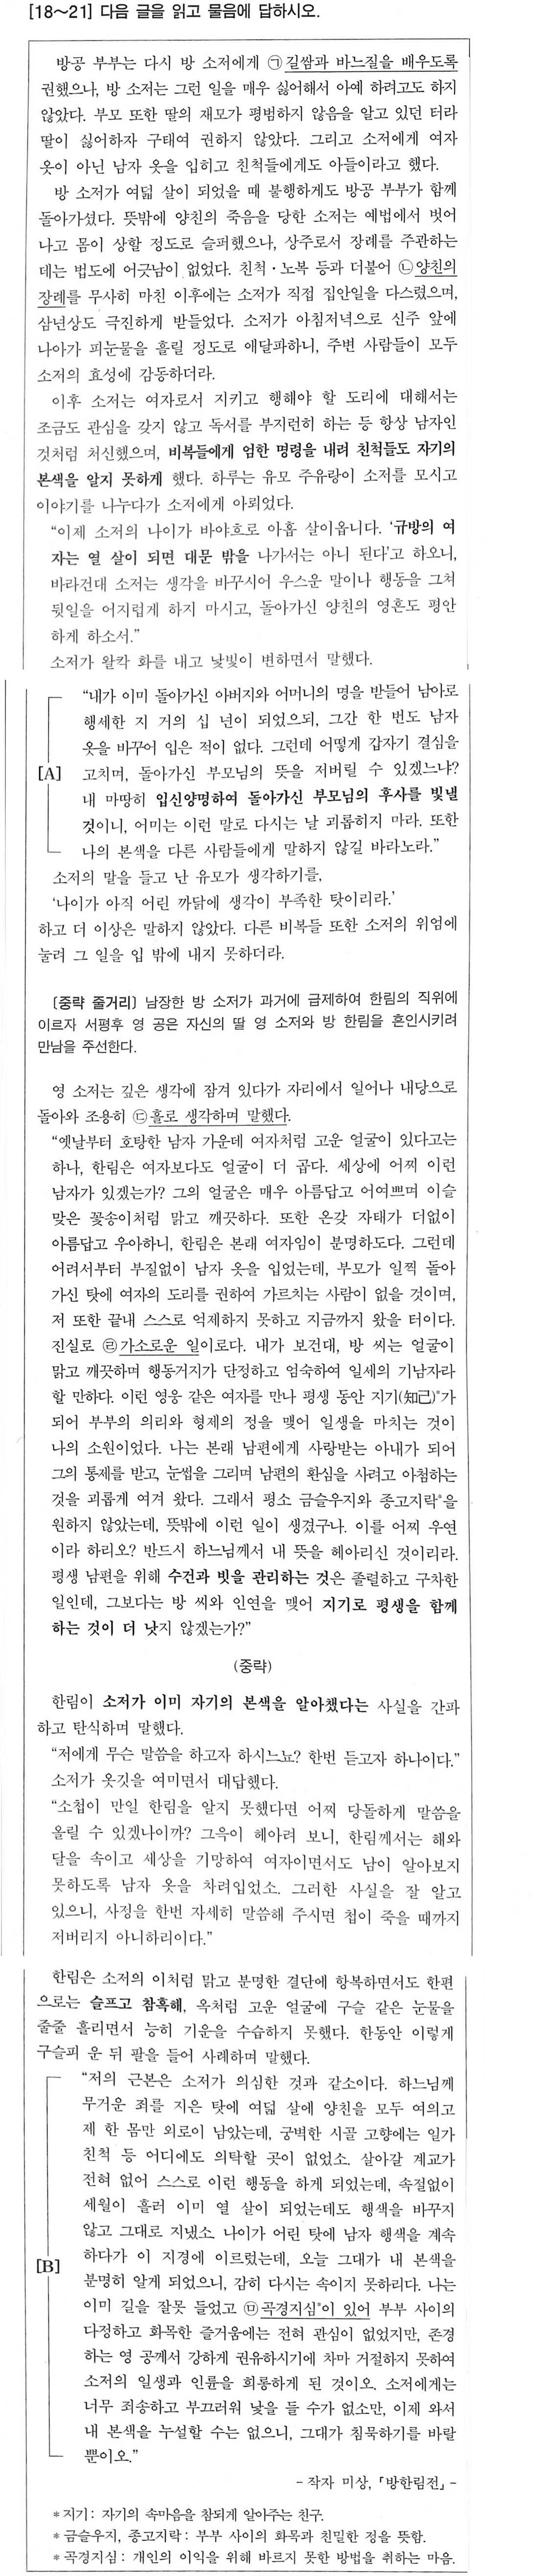 [18～21] 다음 글을 읽고 물음에 답하시오.
방공 부부는 다시 방 소저에게 ㉠길쌈과 바느질을 배우도록
권했으나, 방 소저는 그런 일을 매우 싫어해서 아예 하려고도 하지
않았다. 부모 또한 딸의 재모가 평범하지 않음을 알고 있던 터라
딸이 싫어하자 구태여 권하지 않았다. 그리고 소저에게 여자
옷이 아닌 남자 옷을 입히고 친척들에게도 아들이라고 했다.
방 소저가 여덟 살이 되었을 때 불행하게도 방공 부부가 함께
돌아가셨다. 뜻밖에 양친의 죽음을 당한 소저는 예법에서 벗어
나고 몸이 상할 정도로 슬퍼했으나, 상주로서 장례를 주관하는
데는 법도에 어긋남이 없었다. 친척·노복 등과 더불어 ㉡양친의
장례를 무사히 마친 이후에는 소저가 직접 집안일을 다스렸으며,
삼년상도 극진하게 받들었다. 소저가 아침저녁으로 신주 앞에
나아가 피눈물을 흘릴 정도로 애달파하니, 주변 사람들이 모두
소저의 효성에 감동하더라.
이후 소저는 여자로서 지키고 행해야 할 도리에 대해서는
조금도 관심을 갖지 않고 독서를 부지런히 하는 등 항상 남자인
것처럼 처신했으며, 비복들에게 엄한 명령을 내려 친척들도 자기의
본색을 알지 못하게 했다. 하루는 유모 주유랑이 소저를 모시고
이야기를 나누다가 소저에게 아뢰었다.
“이제 소저의 나이가 바야흐로 아홉 살이옵니다. ‘규방의 여
자는 열 살이 되면 대문 밖을 나가서는 아니 된다’고 하오니,
바라건대 소저는 생각을 바꾸시어 우스운 말이나 행동을 그쳐
뒷일을 어지럽게 하지 마시고, 돌아가신 양친의 영혼도 평안
하게 하소서.”
소저가 왈칵 화를 내고 낯빛이 변하면서 말했다.
“내가 이미 돌아가신 아버지와 어머니의 명을 받들어 남아로
행세한 지 거의 십 년이 되었으되, 그간 한 번도 남자
옷을 바꾸어 입은 적이 없다. 그런데 어떻게 갑자기 결심을
[A] 고치며, 돌아가신 부모님의 뜻을 저버릴 수 있겠느냐?
내 마땅히 입신양명하여 돌아가신 부모님의 후사를 빛낼
것이니, 어미는 이런 말로 다시는 날 괴롭히지 마라. 또한
나의 본색을 다른 사람들에게 말하지 않길 바라노라.”
소저의 말을 듣고 난 유모가 생각하기를,
‘나이가 아직 어린 까닭에 생각이 부족한 탓이리라.’
하고 더 이상은 말하지 않았다. 다른 비복들 또한 소저의 위엄에
눌려 그 일을 입 밖에 내지 못하더라.
〔중략 줄거리〕 남장한 방 소저가 과거에 급제하여 한림의 직위에
이르자 서평후 영 공은 자신의 딸 영 소저와 방 한림을 혼인시키려
만남을 주선한다.
영 소저는 깊은 생각에 잠겨 있다가 자리에서 일어나 내당으로
돌아와 조용히 ㉢홀로 생각하며 말했다.
“옛날부터 호탕한 남자 가운데 여자처럼 고운 얼굴이 있다고는
하나, 한림은 여자보다도 얼굴이 더 곱다. 세상에 어찌 이런
남자가 있겠는가? 그의 얼굴은 매우 아름답고 어여쁘며 이슬
맞은 꽃송이처럼 맑고 깨끗하다. 또한 온갖 자태가 더없이
아름답고 우아하니, 한림은 본래 여자임이 분명하도다. 그런데
어려서부터 부질없이 남자 옷을 입었는데, 부모가 일찍 돌아
가신 탓에 여자의 도리를 권하여 가르치는 사람이 없을 것이며,
저 또한 끝내 스스로 억제하지 못하고 지금까지 왔을 터이다.
진실로 ㉣가소로운 일이로다. 내가 보건대, 방 씨는 얼굴이
맑고 깨끗하며 행동거지가 단정하고 엄숙하여 일세의 기남자라
할 만하다. 이런 영웅 같은 여자를 만나 평생 동안 지기(知己)*가
되어 부부의 의리와 형제의 정을 맺어 일생을 마치는 것이
나의 소원이었다. 나는 본래 남편에게 사랑받는 아내가 되어
그의 통제를 받고, 눈썹을 그리며 남편의 환심을 사려고 아첨하는
것을 괴롭게 여겨 왔다. 그래서 평소 금슬우지와 종고지락*을
원하지 않았는데, 뜻밖에 이런 일이 생겼구나. 이를 어찌 우연
이라 하리오? 반드시 하느님께서 내 뜻을 헤아리신 것이리라.
평생 남편을 위해 수건과 빗을 관리하는 것은 졸렬하고 구차한
일인데, 그보다는 방 씨와 인연을 맺어 지기로 평생을 함께
하는 것이 더 낫지 않겠는가?”
(중략)
한림이 소저가 이미 자기의 본색을 알아챘다는 사실을 간파
하고 탄식하며 말했다.
“저에게 무슨 말씀을 하고자 하시느뇨? 한번 듣고자 하나이다.”
소저가 옷깃을 여미면서 대답했다.
“소첩이 만일 한림을 알지 못했다면 어찌 당돌하게 말씀을
올릴 수 있겠나이까? 그윽이 헤아려 보니, 한림께서는 해와
달을 속이고 세상을 기망하여 여자이면서도 남이 알아보지
못하도록 남자 옷을 차려입었소. 그러한 사실을 잘 알고
있으니, 사정을 한번 자세히 말씀해 주시면 첩이 죽을 때까지
저버리지 아니하리이다.”
한림은 소저의 이처럼 맑고 분명한 결단에 항복하면서도 한편
으로는 슬프고 참혹해, 옥처럼 고운 얼굴에 구슬 같은 눈물을
줄줄 흘리면서 능히 기운을 수습하지 못했다. 한동안 이렇게
구슬피 운 뒤 팔을 들어 사례하며 말했다.
“저의 근본은 소저가 의심한 것과 같소이다. 하느님께
무거운 죄를 지은 탓에 여덟 살에 양친을 모두 여의고
제 한 몸만 외로이 남았는데, 궁벽한 시골 고향에는 일가
친척 등 어디에도 의탁할 곳이 없었소. 살아갈 계교가
전혀 없어 스스로 이런 행동을 하게 되었는데, 속절없이
세월이 흘러 이미 열 살이 되었는데도 행색을 바꾸지
않고 그대로 지냈소. 나이가 어린 탓에 남자 행색을 계속
하다가 이 지경에 이르렀는데, 오늘 그대가 내 본색을
[B] 분명히 알게 되었으니, 감히 다시는 속이지 못하리다. 나는
이미 길을 잘못 들었고 ㉤곡경지심*이 있어 부부 사이의
다정하고 화목한 즐거움에는 전혀 관심이 없었지만, 존경
하는 영 공께서 강하게 권유하시기에 차마 거절하지 못하여
소저의 일생과 인륜을 희롱하게 된 것이오. 소저에게는
너무 죄송하고 부끄러워 낯을 들 수가 없소만, 이제 와서
내 본색을 누설할 수는 없으니, 그대가 침묵하기를 바랄
뿐이오.”
- 작자 미상, 「방한림전」 -
* 지기: 자기의 속마음을 참되게 알아주는 친구.
* 금슬우지, 종고지락: 부부 사이의 화목과 친밀한 정을 뜻함.
* 곡경지심: 개인의 이익을 위해 바르지 못한 방법을 취하는 마음.